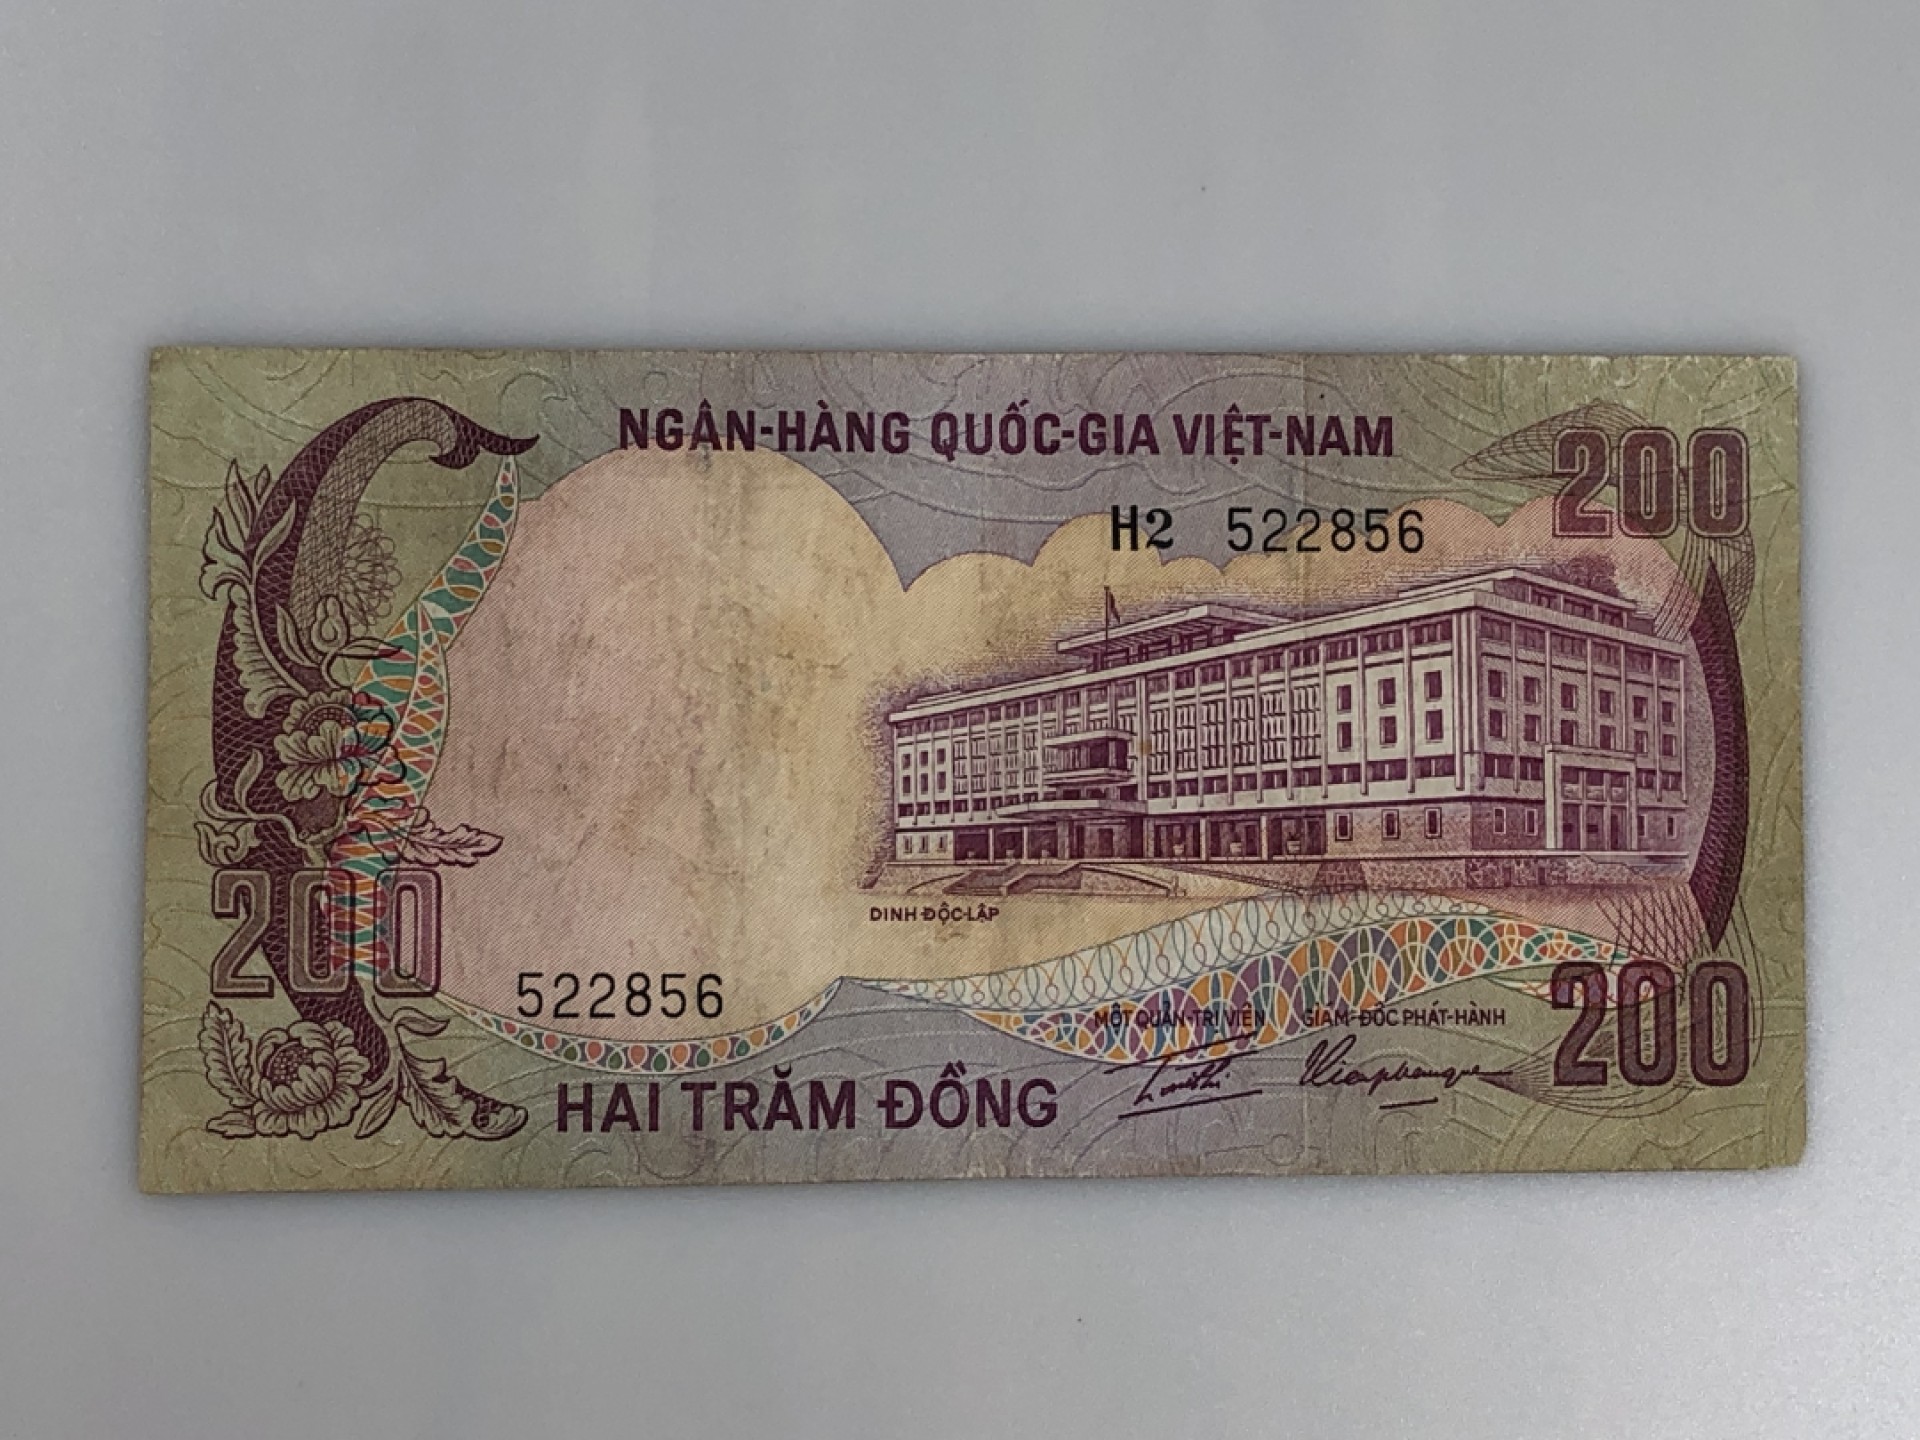 NGÂN-HÀNG QUỐC-GIA VIỆT-NAM
200
H2 522856
DINH ĐỘC-LẬP
200
522856
MỘT QUẢN-TRỊ VIÊN GIÁM-ĐỐC PHÁT-HÀNH
200
HAI TRĂM ĐỒNG